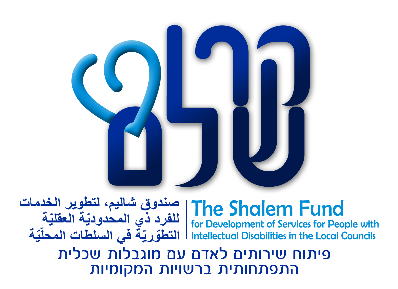 קרן
שלם
صندوق شاليم، لتطوير الخدمات
للفرد ذي المحدوديّة العقليّة
التطوّريّة في السلطات المحلّيّة
The Shalem Fund
for Development of Services for People with
Intellectual Disabilities in the Local Councils
פיתוח שירותים לאדם עם מוגבלות שכלית
התפתחותית ברשויות המקומיות